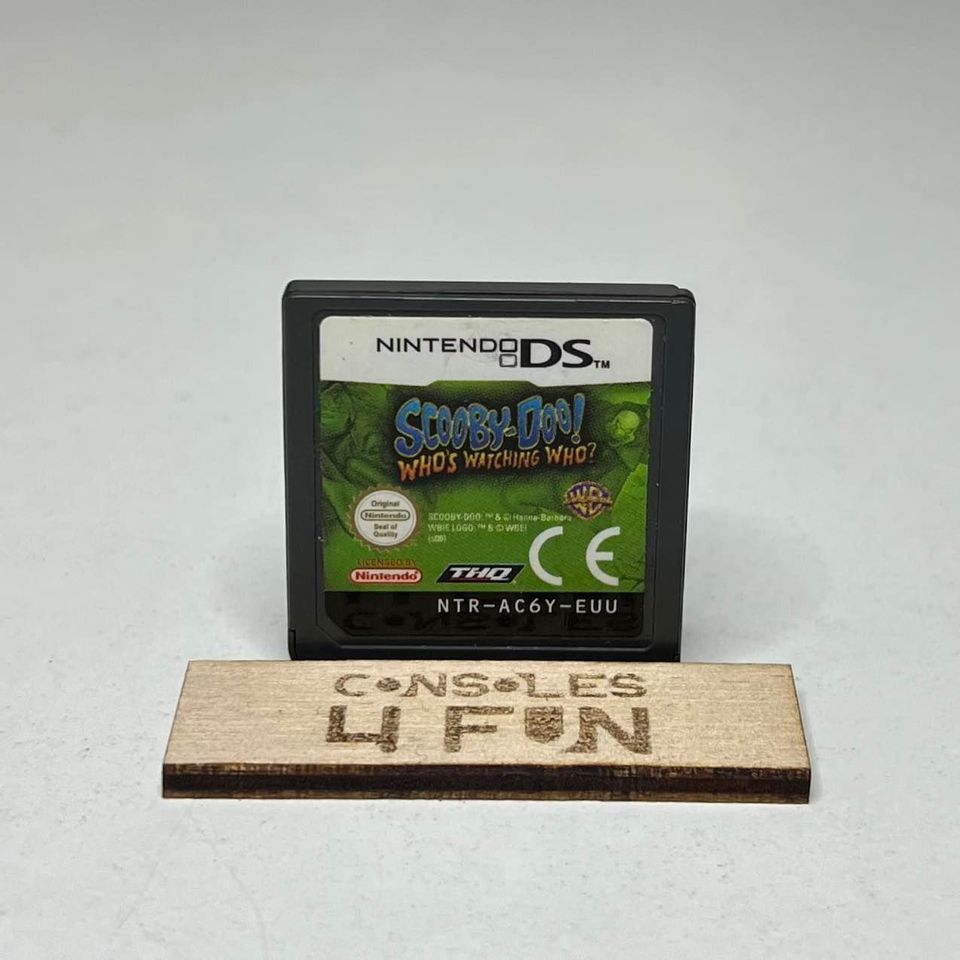 NINTENDO DS™
SCOOBY-DOO!
WHO'S WATCHING WHO?
Original
Nintendo
Seal of
Quality
WB
SCOOBY-DOO: ™ & © Hanna-Barbera
WBIE LOGO: ™ & © WBEI
LICENSED BY
Nintendo
THQ
CE
NTR-AC6Y-EUU
CONSOLES
4 FUN